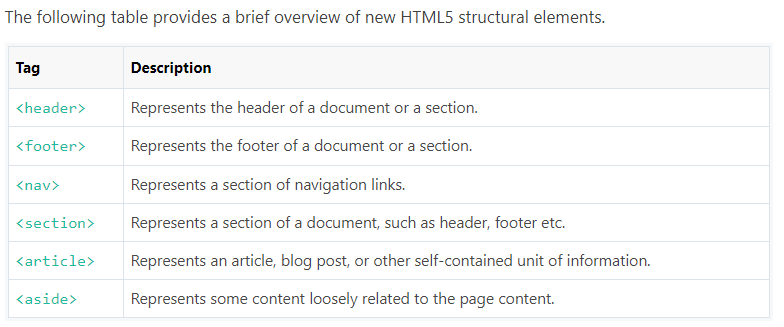 The following table provides a brief overview of new HTML5 structural elements.
Tag Description
<header> Represents the header of a document or a section.
<footer> Represents the footer of a document or a section.
<nav> Represents a section of navigation links.
<section> Represents a section of a document, such as header, footer etc.
<article> Represents an article, blog post, or other self-contained unit of information.
<aside> Represents some content loosely related to the page content.